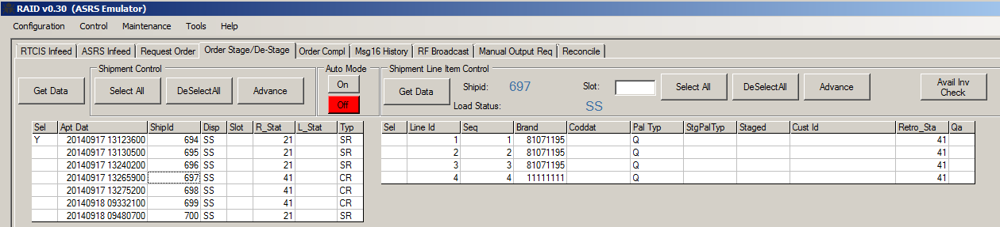 RAID v0.30 (ASRS Emulator)
Configuration Control Maintenance Tools Help
RTCIS Infeed ASRS Infeed Request Order Order Stage/De-Stage Order Compl Msg16 History RF Broadcast Manual Output Req Reconcile
Shipment Control Auto Mode Shipment Line Item Control
Get Data Select All DeSelectAll Advance On Off Get Data Shipid: 697 Slot: Select All DeSelectAll Advance Avail Inv Check
Load Status: SS
Sel Apt Dat ShipId Disp Slot R_Stat L_Stat Typ
Y 20140917 13123600 694 SS 21 SR
20140917 13130500 695 SS 21 SR
20140917 13240200 696 SS 21 SR
20140917 13265900 697 SS 41 CR
20140917 13275200 698 SS 41 CR
20140918 09332100 699 SS 41 CR
20140918 09480700 700 SS 21 SR
Sel Line Id Seq Brand Coddat Pal Typ StgPalTyp Staged Cust Id Retro_Sta Qa
1 1 81071195 Q 41
2 2 81071195 Q 41
3 3 81071195 Q 41
4 4 11111111 Q 41